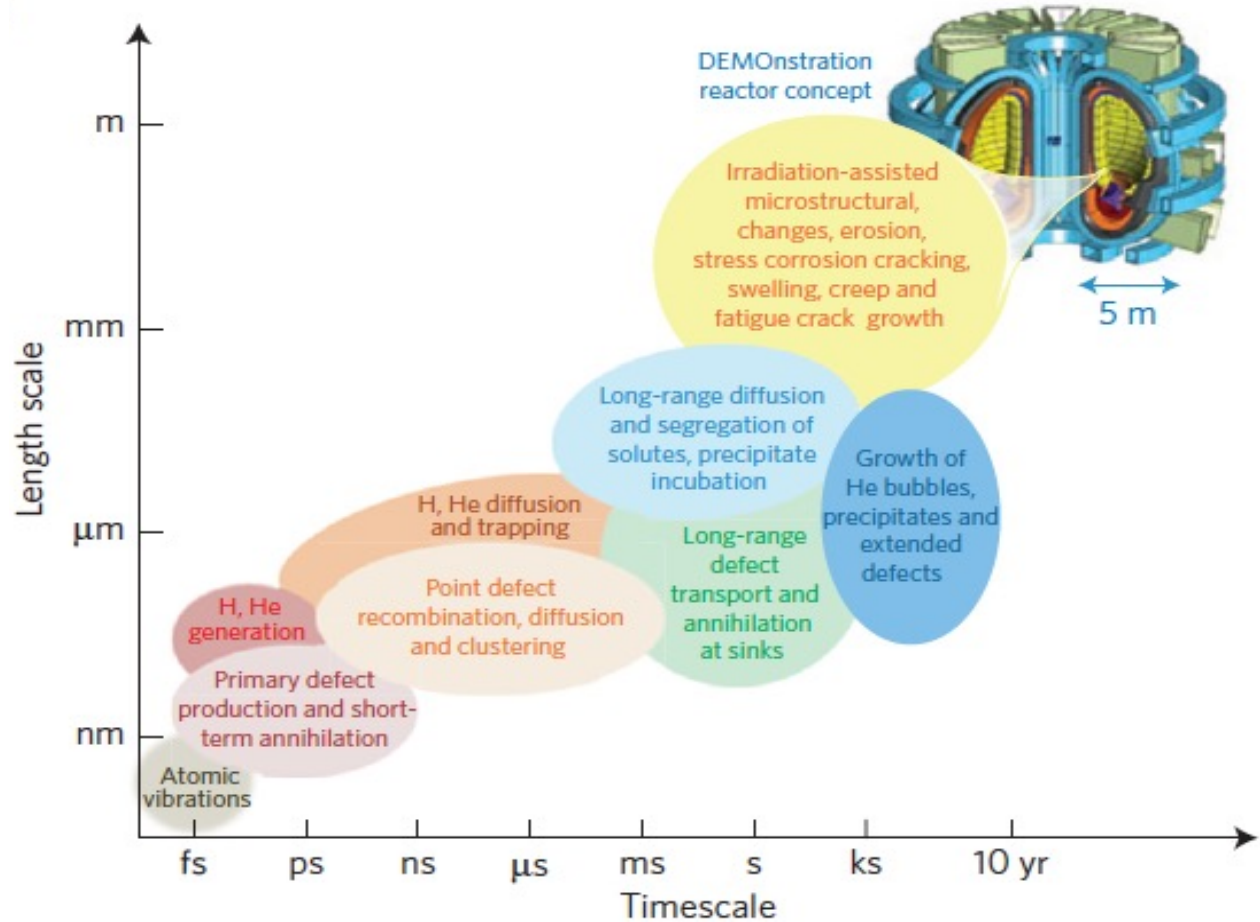 DEMOnstration
reactor concept
m
Irradiation-assisted
microstructural,
changes, erosion,
stress corrosion cracking,
swelling, creep and
fatigue crack growth
5 m
mm
Length scale
Long-range diffusion
and segregation of
solutes, precipitate
incubation
Growth of
He bubbles,
precipitates and
extended
defects
H, He diffusion
and trapping
μm
Long-range
defect
transport and
annihilation
at sinks
Point defect
recombination, diffusion
and clustering
H, He
generation
Primary defect
production and short-
term annihilation
nm
Atomic
vibrations
fs ps ns μs ms s ks 10 yr
Timescale